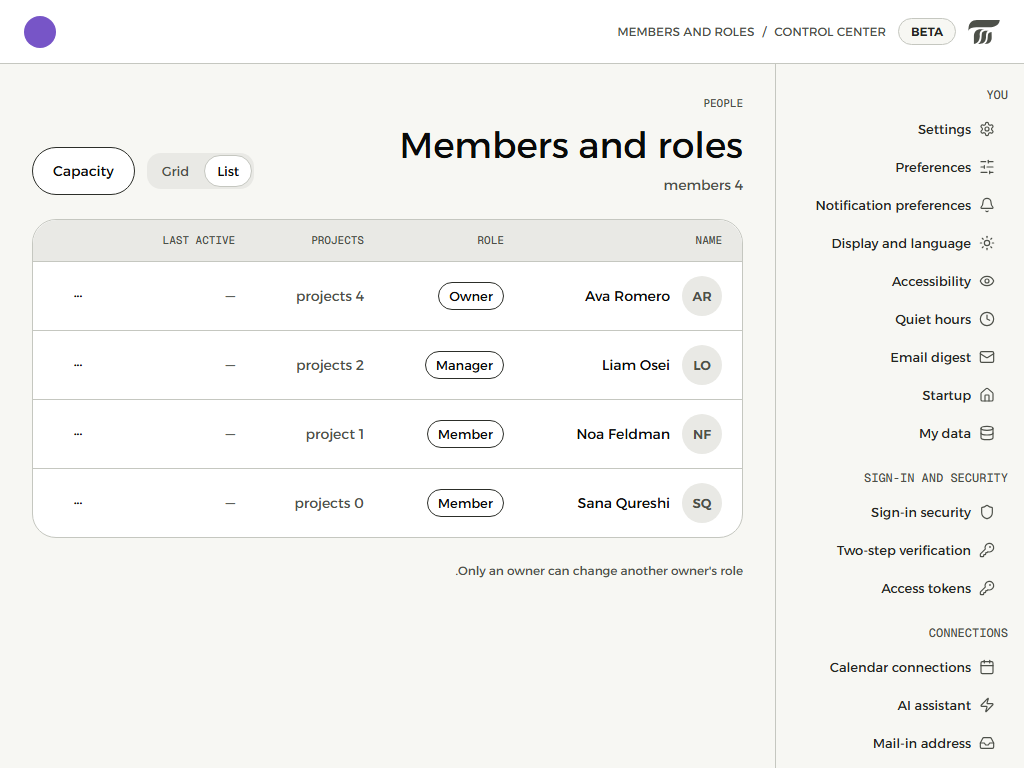 MEMBERS AND ROLES / CONTROL CENTER BETA
YOU
Settings
Preferences
Notification preferences
Display and language
Accessibility
Quiet hours
Email digest
Startup
My data
SIGN-IN AND SECURITY
Sign-in security
Two-step verification
Access tokens
CONNECTIONS
Calendar connections
AI assistant
Mail-in address
PEOPLE
Members and roles
members 4
Capacity
Grid List
NAME ROLE PROJECTS LAST ACTIVE
AR Ava Romero Owner projects 4 — ...
LO Liam Osei Manager projects 2 — ...
NF Noa Feldman Member project 1 — ...
SQ Sana Qureshi Member projects 0 — ...
.Only an owner can change another owner's role